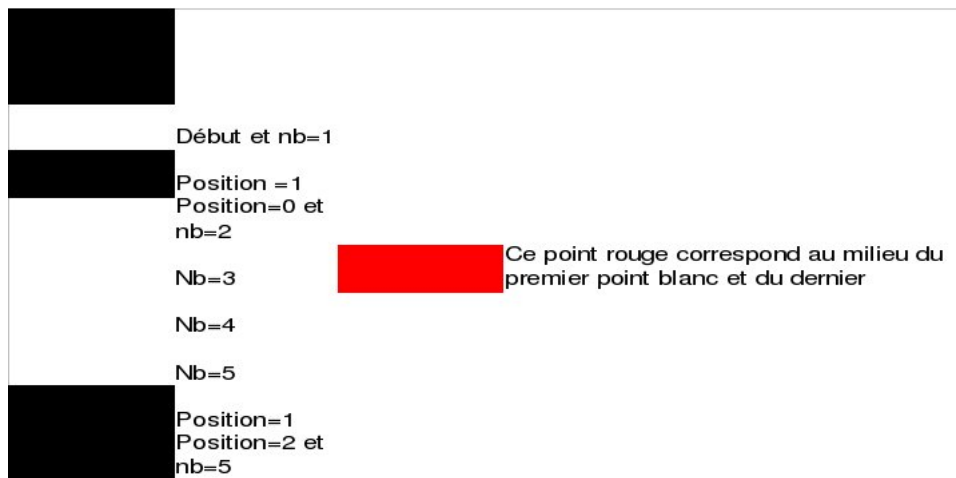 Début et nb=1
Position =1
Position=0 et
nb=2
Ce point rouge correspond au milieu du
premier point blanc et du dernier
Nb=3
Nb=4
Nb=5
Position=1
Position=2 et
nb=5